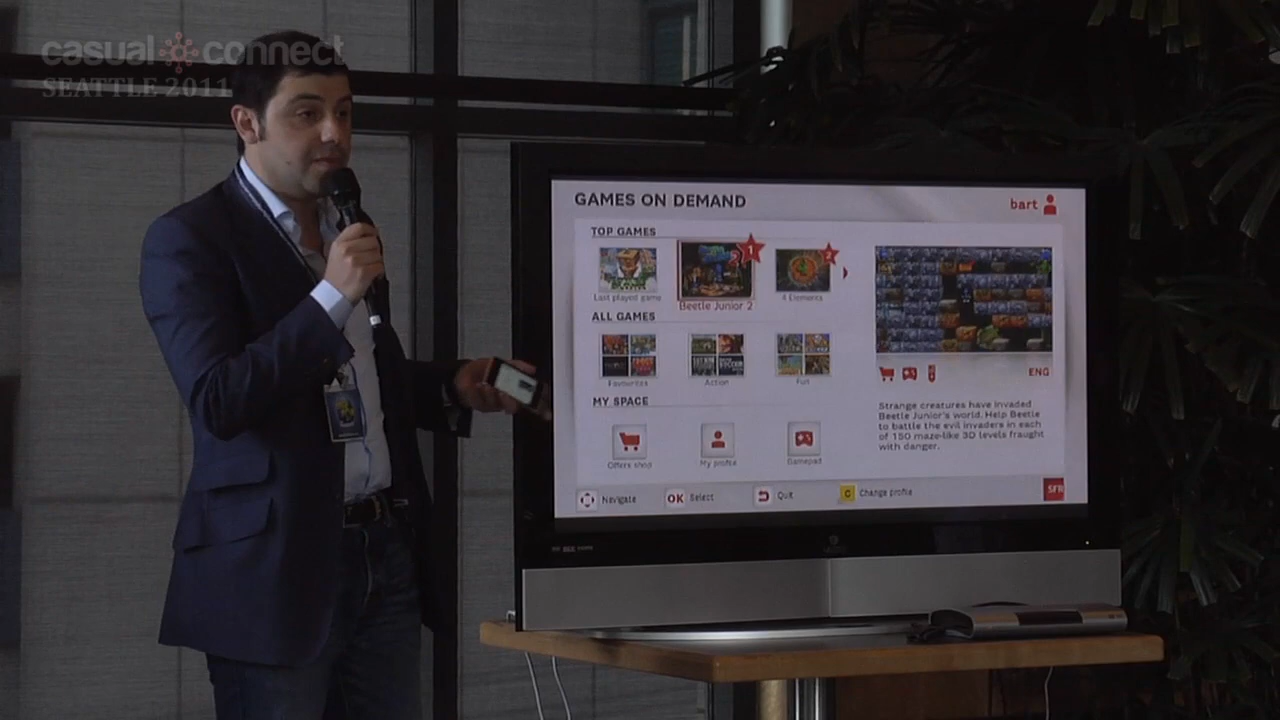 casual connect
SEATTLE 2011
GAMES ON DEMAND
bart
TOP GAMES
1
2
Last played game
Beetle Junior 2
4 Elements
ALL GAMES
Favourites
Action
Fun
ENG
MY SPACE
Strange creatures have invaded
Beetle Junior's world. Help Beetle
to battle the evil invaders in each
of 150 maze-like 3D levels fraught
with danger.
Offers shop
My profile
Gamepad
Navigate
OK Select
Quit
C Change profile
SFR